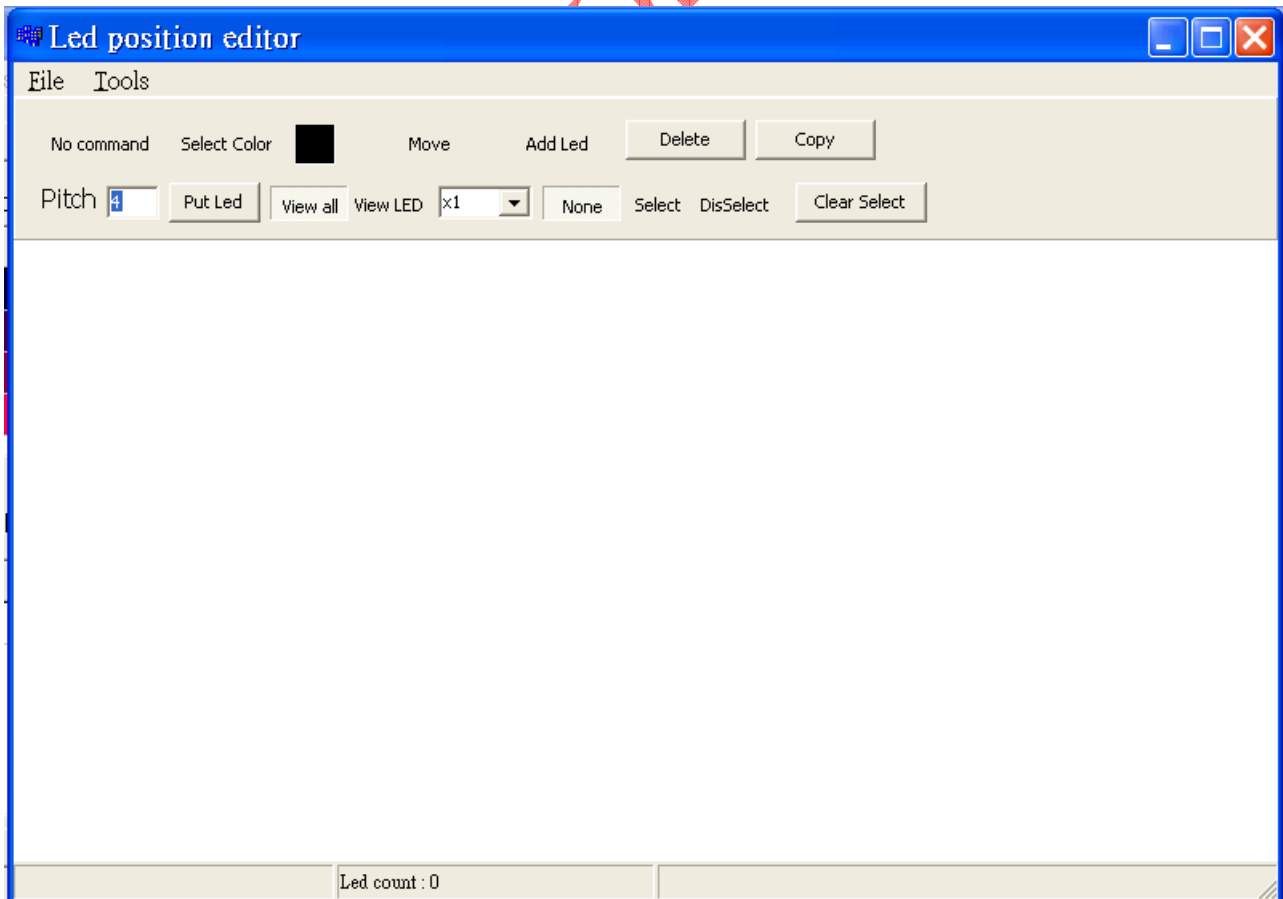 Led position editor
File Tools
No command Select Color Move Add Led Delete Copy
Pitch 4 Put Led View all View LED x1 None Select DisSelect Clear Select
Led count : 0